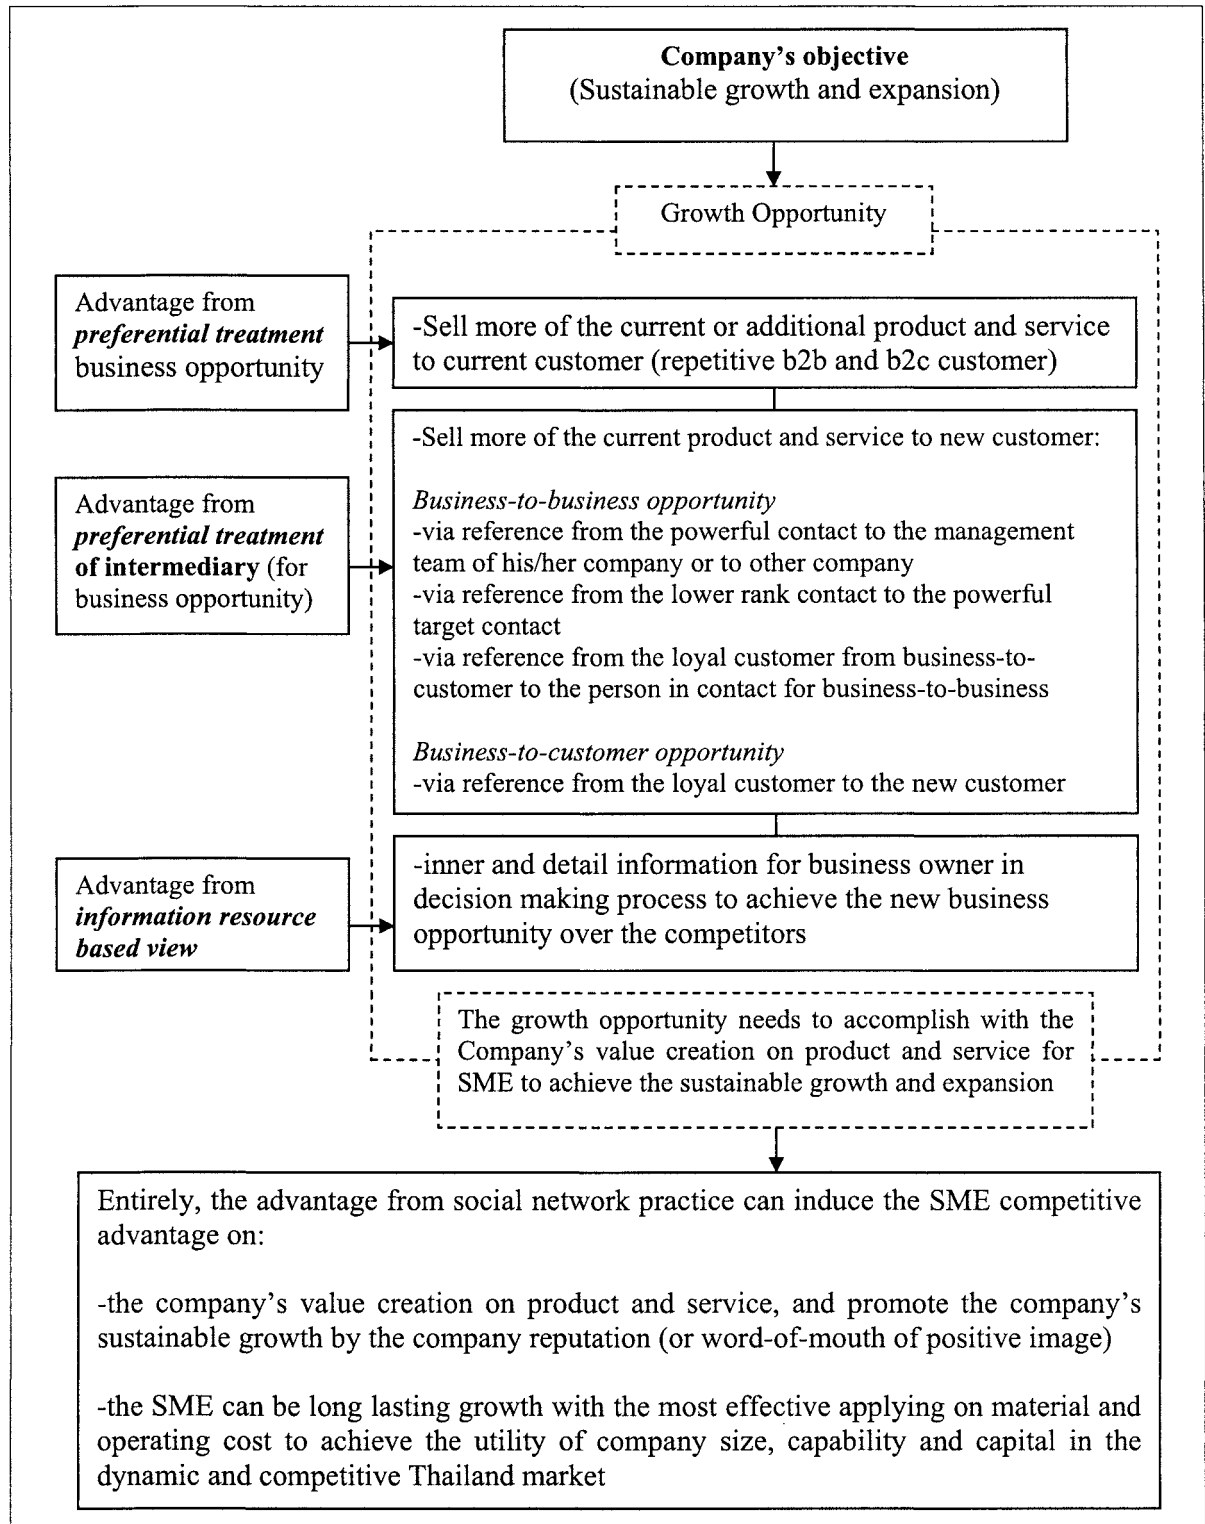 Company's objective
(Sustainable growth and expansion)
Growth Opportunity
Advantage from
preferential treatment
business opportunity
-Sell more of the current or additional product and service
to current customer (repetitive b2b and b2c customer)
Advantage from
preferential treatment
of intermediary (for
business opportunity)
-Sell more of the current product and service to new customer:
Business-to-business opportunity
-via reference from the powerful contact to the management
team of his/her company or to other company
-via reference from the lower rank contact to the powerful
target contact
-via reference from the loyal customer from business-to-
customer to the person in contact for business-to-business
Business-to-customer opportunity
-via reference from the loyal customer to the new customer
Advantage from
information resource
based view
-inner and detail information for business owner in
decision making process to achieve the new business
opportunity over the competitors
The growth opportunity needs to accomplish with the
Company's value creation on product and service for
SME to achieve the sustainable growth and expansion
Entirely, the advantage from social network practice can induce the SME competitive
advantage on:
-the company's value creation on product and service, and promote the company's
sustainable growth by the company reputation (or word-of-mouth of positive image)
-the SME can be long lasting growth with the most effective applying on material and
operating cost to achieve the utility of company size, capability and capital in the
dynamic and competitive Thailand market